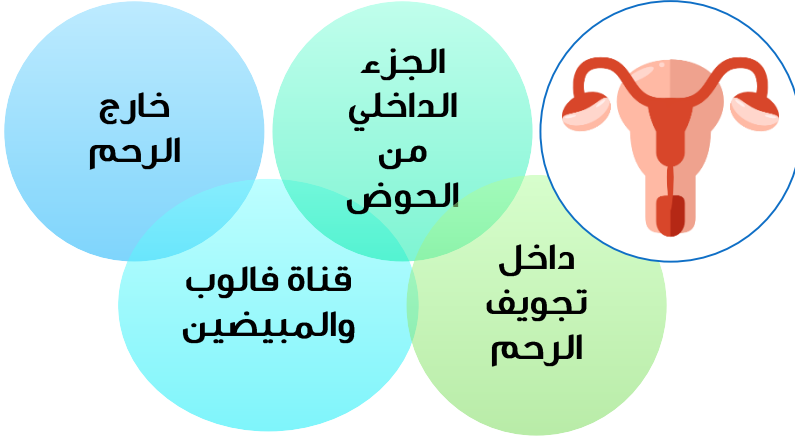 الجزء
الداخلي
من
الحوض
خارج
الرحم
داخل
تجويف
الرحم
قناة فالوب
والمبيضين